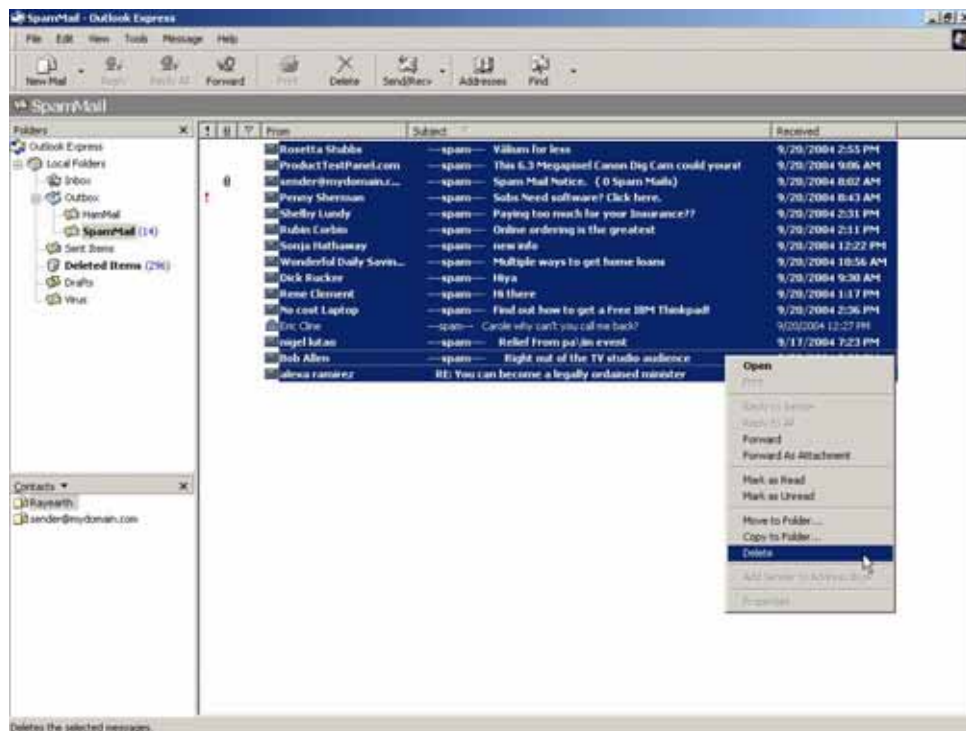 SpamMail - Outlook Express
File Edit View Tools Message Help
New Mail Reply Reply All Forward Print Delete Send/Recv Addresses Find
SpamMail
Folders
Outlook Express
Local Folders
Inbox
Outbox
HamMail
SpamMail (14)
Sent Items
Deleted Items (296)
Drafts
Virus
Contacts
Rayearth
sender@mydomain.com
! From Subject Received
Rosetta Stubbs ---spam--- Vålium for less 9/20/2004 2:55 PM
ProductTestPanel.com ---spam--- This 6.3 Megapixel Canon Dig Cam could yours! 9/20/2004 9:06 AM
sender@mydomain.c... ---spam--- Spam Mail Notice. ( 0 Spam Mails) 9/20/2004 8:02 AM
Penny Sherman ---spam--- Need software? Click here. 9/20/2004 8:43 AM
Shelby Lundy ---spam--- Paying too much for your Insurance?? 9/20/2004 2:31 PM
Rubin Corbin ---spam--- Online ordering is the greatest 9/20/2004 2:11 PM
Sonja Hathaway ---spam--- new info 9/20/2004 12:22 PM
Wonderful Daily Savin... ---spam--- Multiple ways to get home loans 9/20/2004 10:56 AM
Dick Rucker ---spam--- Hiya 9/20/2004 9:30 AM
Rene Clement ---spam--- Hi there 9/20/2004 1:17 PM
No cost Laptop ---spam--- Find out how to get a Free IBM Thinkpad! 9/20/2004 2:36 PM
Eric Cline ---spam--- Carole why can't you call me back? 9/20/2004 12:27 PM
nigel lutao ---spam--- Relief From pa\in event 9/17/2004 7:23 PM
Bob Allen ---spam--- Right out of the TV studio audience
alexa ramirez RE: You can become a legally ordained minister
Open
Print
Reply to Sender
Reply to All
Forward
Forward As Attachment
Mark as Read
Mark as Unread
Move to Folder...
Copy to Folder...
Delete
Add Sender to Address Book
Properties
Deletes the selected messages.